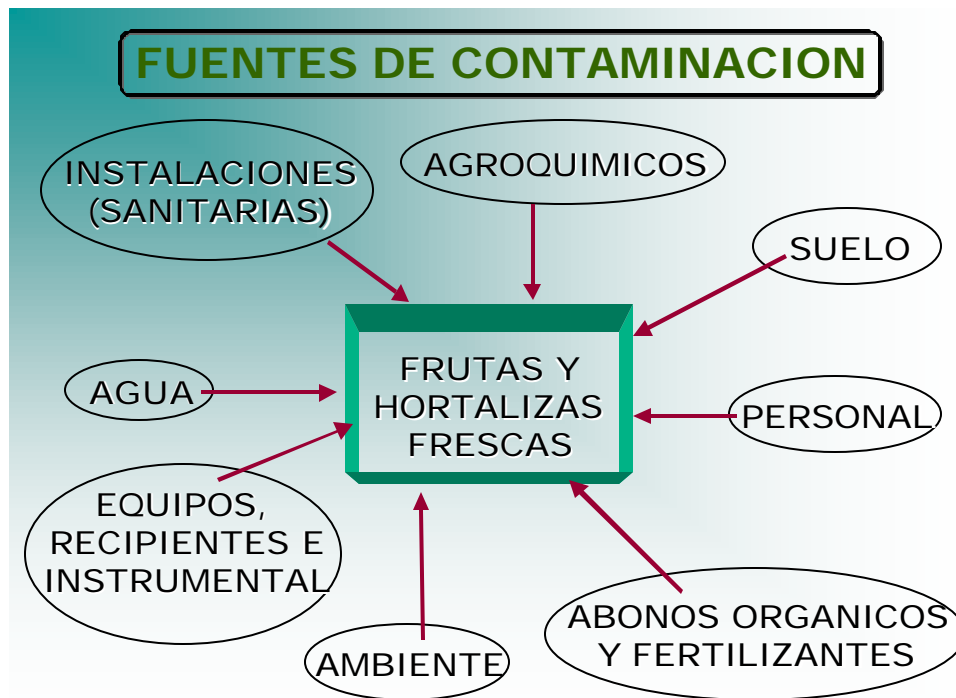 FUENTES DE CONTAMINACION
INSTALACIONES
(SANITARIAS)
AGROQUIMICOS
SUELO
AGUA
FRUTAS Y
HORTALIZAS
FRESCAS
PERSONAL
EQUIPOS,
RECIPIENTES E
INSTRUMENTAL
AMBIENTE
ABONOS ORGANICOS
Y FERTILIZANTES